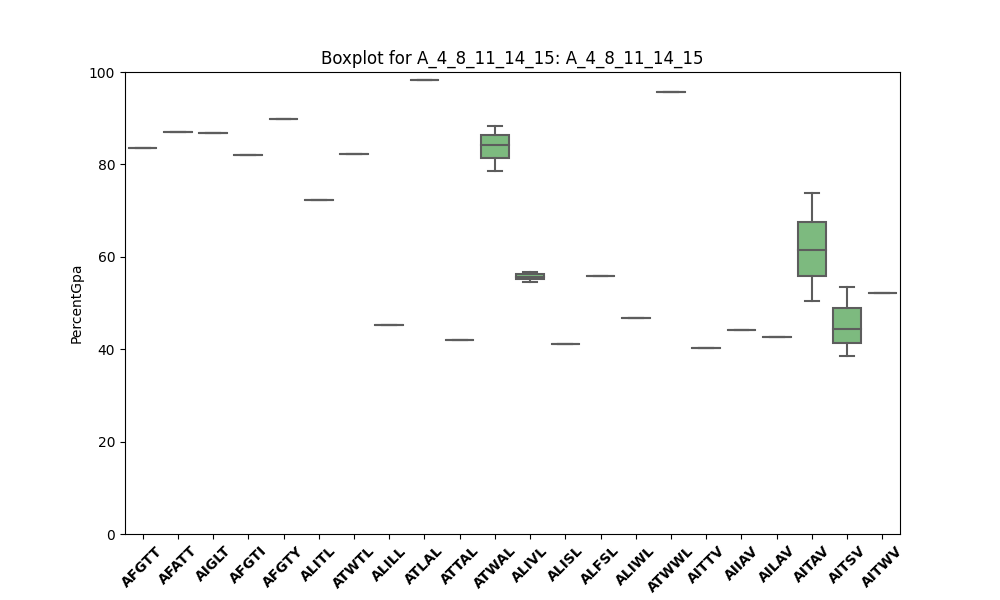 Boxplot for A_4_8_11_14_15: A_4_8_11_14_15
100
80
60
40
20
0
PercentGpa
AFGTT
AFATT
AIGLT
AFGTI
AFGTY
ALITL
ATWTL
ALILL
ATLAL
ATTAL
ATWAL
ALIVL
ALISL
ALFSL
ALIWL
ATWWL
AITTV
AIIAV
AILAV
AITAV
AITSV
AITWV